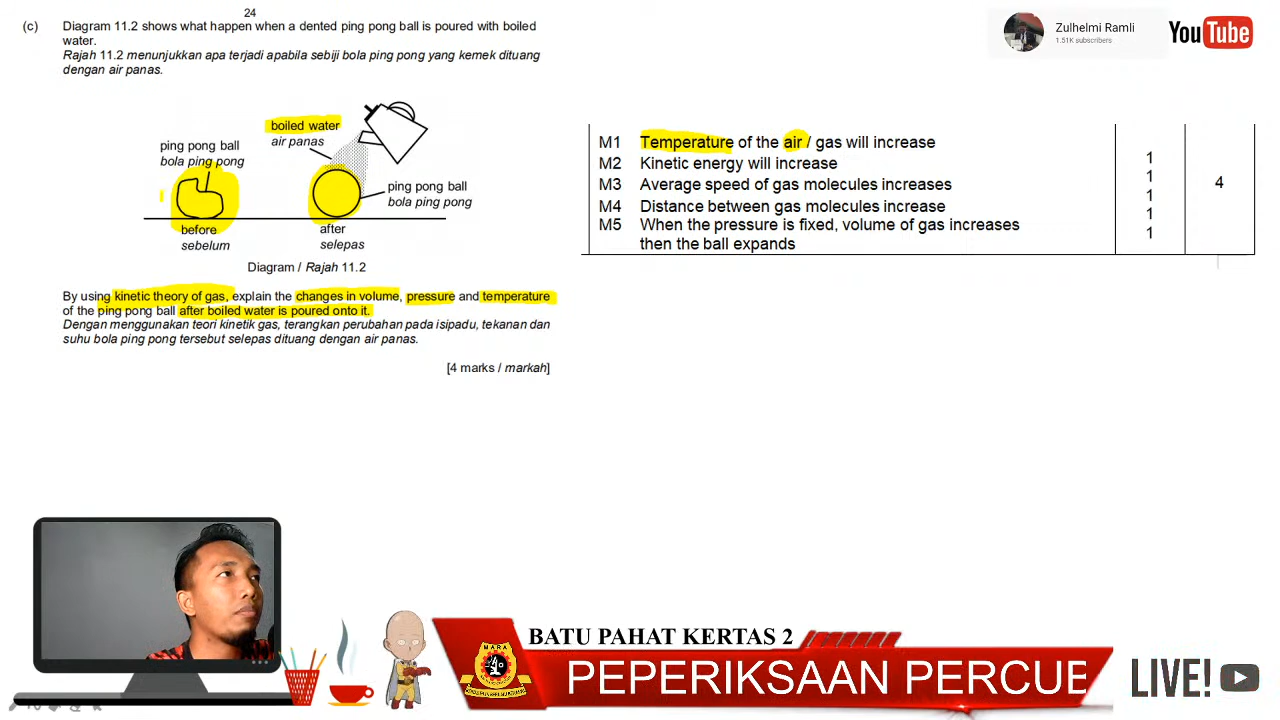 24
(c) Diagram 11.2 shows what happen when a dented ping pong ball is poured with boiled
water.
Rajah 11.2 menunjukkan apa terjadi apabila sebiji bola ping pong yang kemek dituang
dengan air panas.
boiled water
air panas
ping pong ball
bola ping pong
ping pong ball
bola ping pong
before
sebelum
after
selepas
Diagram / Rajah 11.2
By using kinetic theory of gas, explain the changes in volume, pressure and temperature
of the ping pong ball after boiled water is poured onto it.
Dengan menggunakan teori kinetik gas, terangkan perubahan pada isipadu, tekanan dan
suhu bola ping pong tersebut selepas dituang dengan air panas.
[4 marks / markah]
Zulhelmi Ramli
1.51K subscribers
YouTube
M1 Temperature of the air / gas will increase
M2 Kinetic energy will increase 1
M3 Average speed of gas molecules increases 1 4
M4 Distance between gas molecules increase 1
M5 When the pressure is fixed, volume of gas increases 1
then the ball expands 1
BATU PAHAT KERTAS 2
MARA
PEPERIKSAAN PERCUB
LIVE!